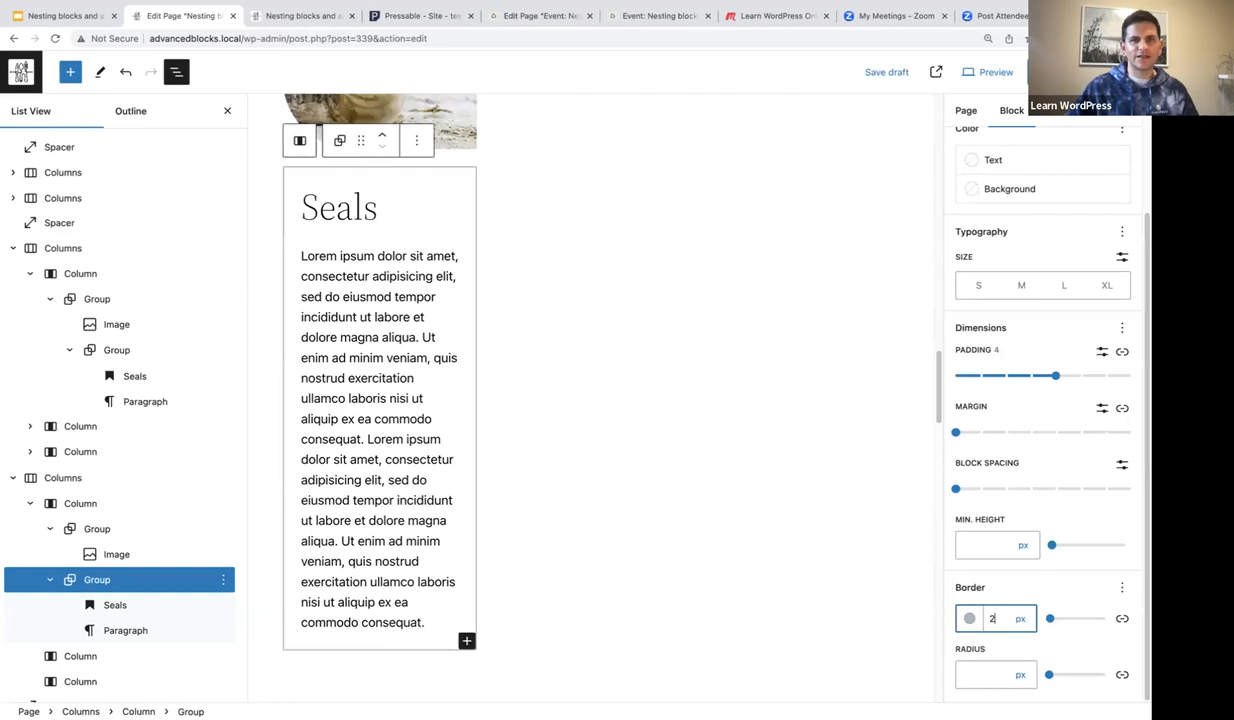 Edit Page "Nesting b
Nesting blocks and a
Pressable - Site - te
Edit Page "Event: Ne
Event: Nesting block
Learn WordPress On
My Meetings - Zoom
Post Attendee
Not Secure
advancedblocks.local/wp-admin/post.php?post=339&action=edit
Save draft
Preview
Learn WordPress
List View
Outline
Page
Block
Spacer
Columns
Columns
Spacer
Columns
Column
Group
Image
Group
Seals
Paragraph
Column
Column
Columns
Column
Group
Image
Group
Seals
Paragraph
Column
Column
Seals
Lorem ipsum dolor sit amet,
consectetur adipisicing elit,
sed do eiusmod tempor
incididunt ut labore et
dolore magna aliqua. Ut
enim ad minim veniam, quis
nostrud exercitation
ullamco laboris nisi ut
aliquip ex ea commodo
consequat. Lorem ipsum
dolor sit amet, consectetur
adipisicing elit, sed do
eiusmod tempor incididunt
ut labore et dolore magna
aliqua. Ut enim ad minim
veniam, quis nostrud
exercitation ullamco laboris
nisi ut aliquip ex ea
commodo consequat.
Color
Text
Background
Typography
SIZE
S M L XL
Dimensions
PADDING 4
MARGIN
BLOCK SPACING
MIN. HEIGHT
px
Border
2 px
RADIUS
px
Page › Columns › Column › Group